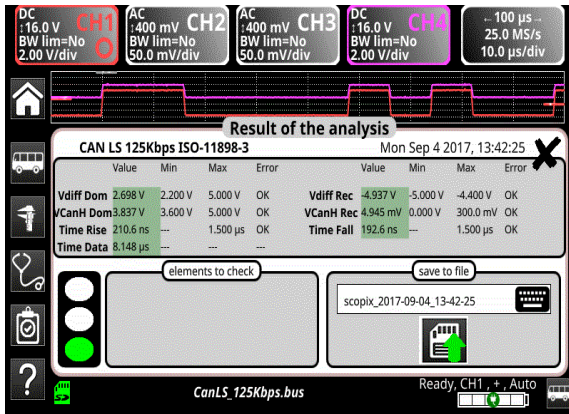 DC
↕16.0 V CH1
BW lim=No
2.00 V/div
AC
↕400 mV CH2
BW lim=No
50.0 mV/div
AC
↕400 mV CH3
BW lim=No
50.0 mV/div
DC
↕16.0 V CH4
BW lim=No
2.00 V/div
←100 µs→
25.0 MS/s
10.0 µs/div
Result of the analysis
CAN LS 125Kbps ISO-11898-3 Mon Sep 4 2017, 13:42:25
Value Min Max Error Value Min Max Error
Vdiff Dom 2.698 V 2.200 V 5.000 V OK Vdiff Rec -4.937 V -5.000 V -4.400 V OK
VCanH Dom 3.837 V 3.600 V 5.000 V OK VCanH Rec 4.945 mV 0.000 V 300.0 mV OK
Time Rise 210.6 ns --- 1.500 µs OK Time Fall 192.6 ns --- 1.500 µs OK
Time Data 8.148 µs --- --- ---
elements to check save to file
scopix_2017-09-04_13-42-25
SD
CanLS_125Kbps.bus
Ready, CH1 , + , Auto